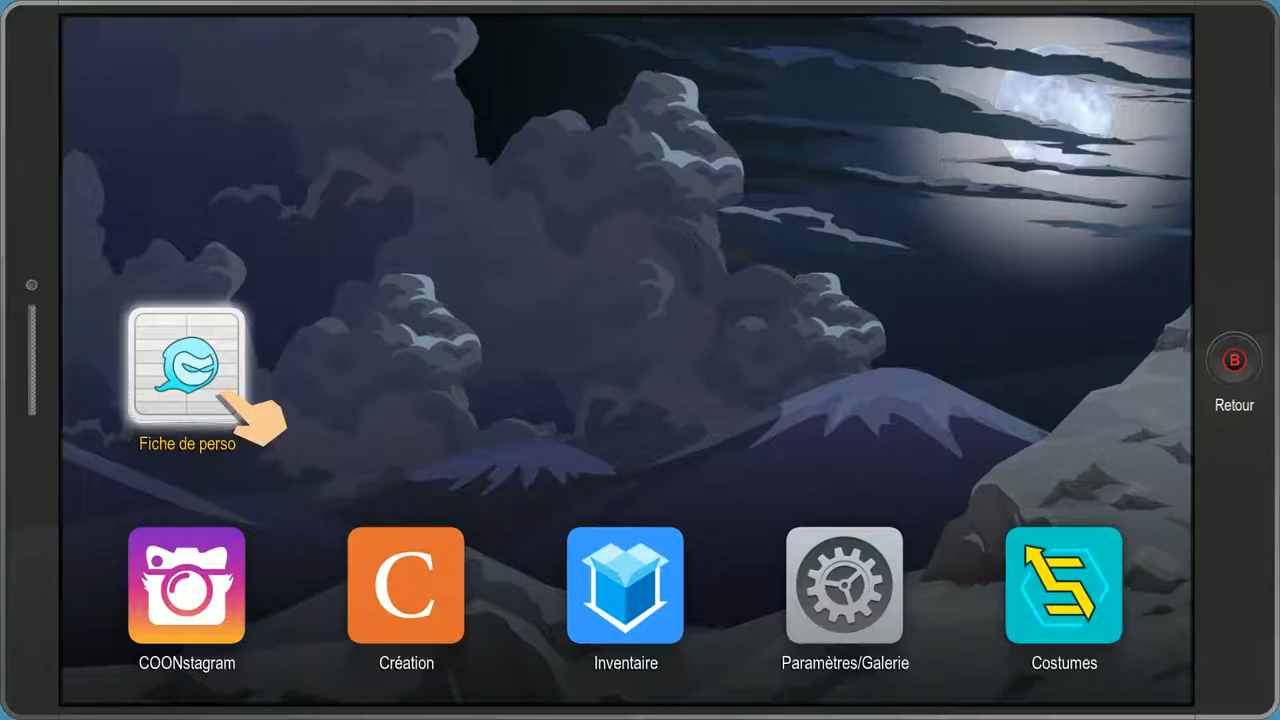 B
Retour
Fiche de perso
C
COONstagram
Création
Inventaire
Paramètres/Galerie
Costumes